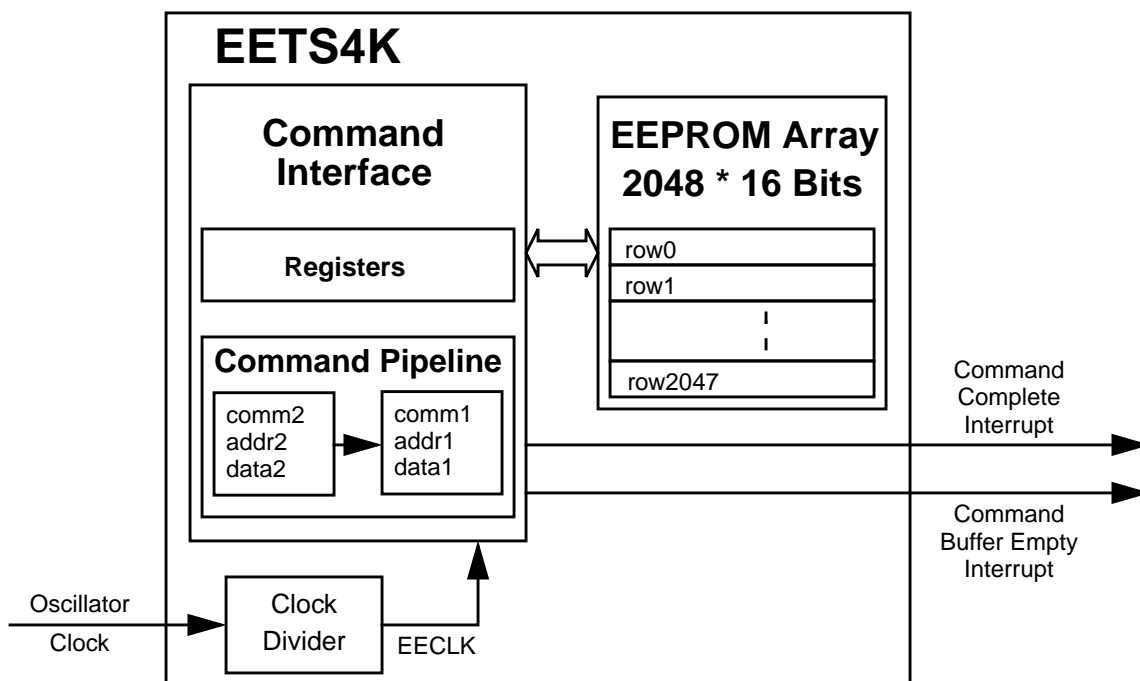 EETS4K
Command
Interface
Registers
Command Pipeline
comm2
addr2
data2
comm1
addr1
data1
EEPROM Array
2048 * 16 Bits
row0
row1
row2047
Command
Complete
Interrupt
Command
Buffer Empty
Interrupt
Oscillator
Clock
Clock
Divider
EECLK